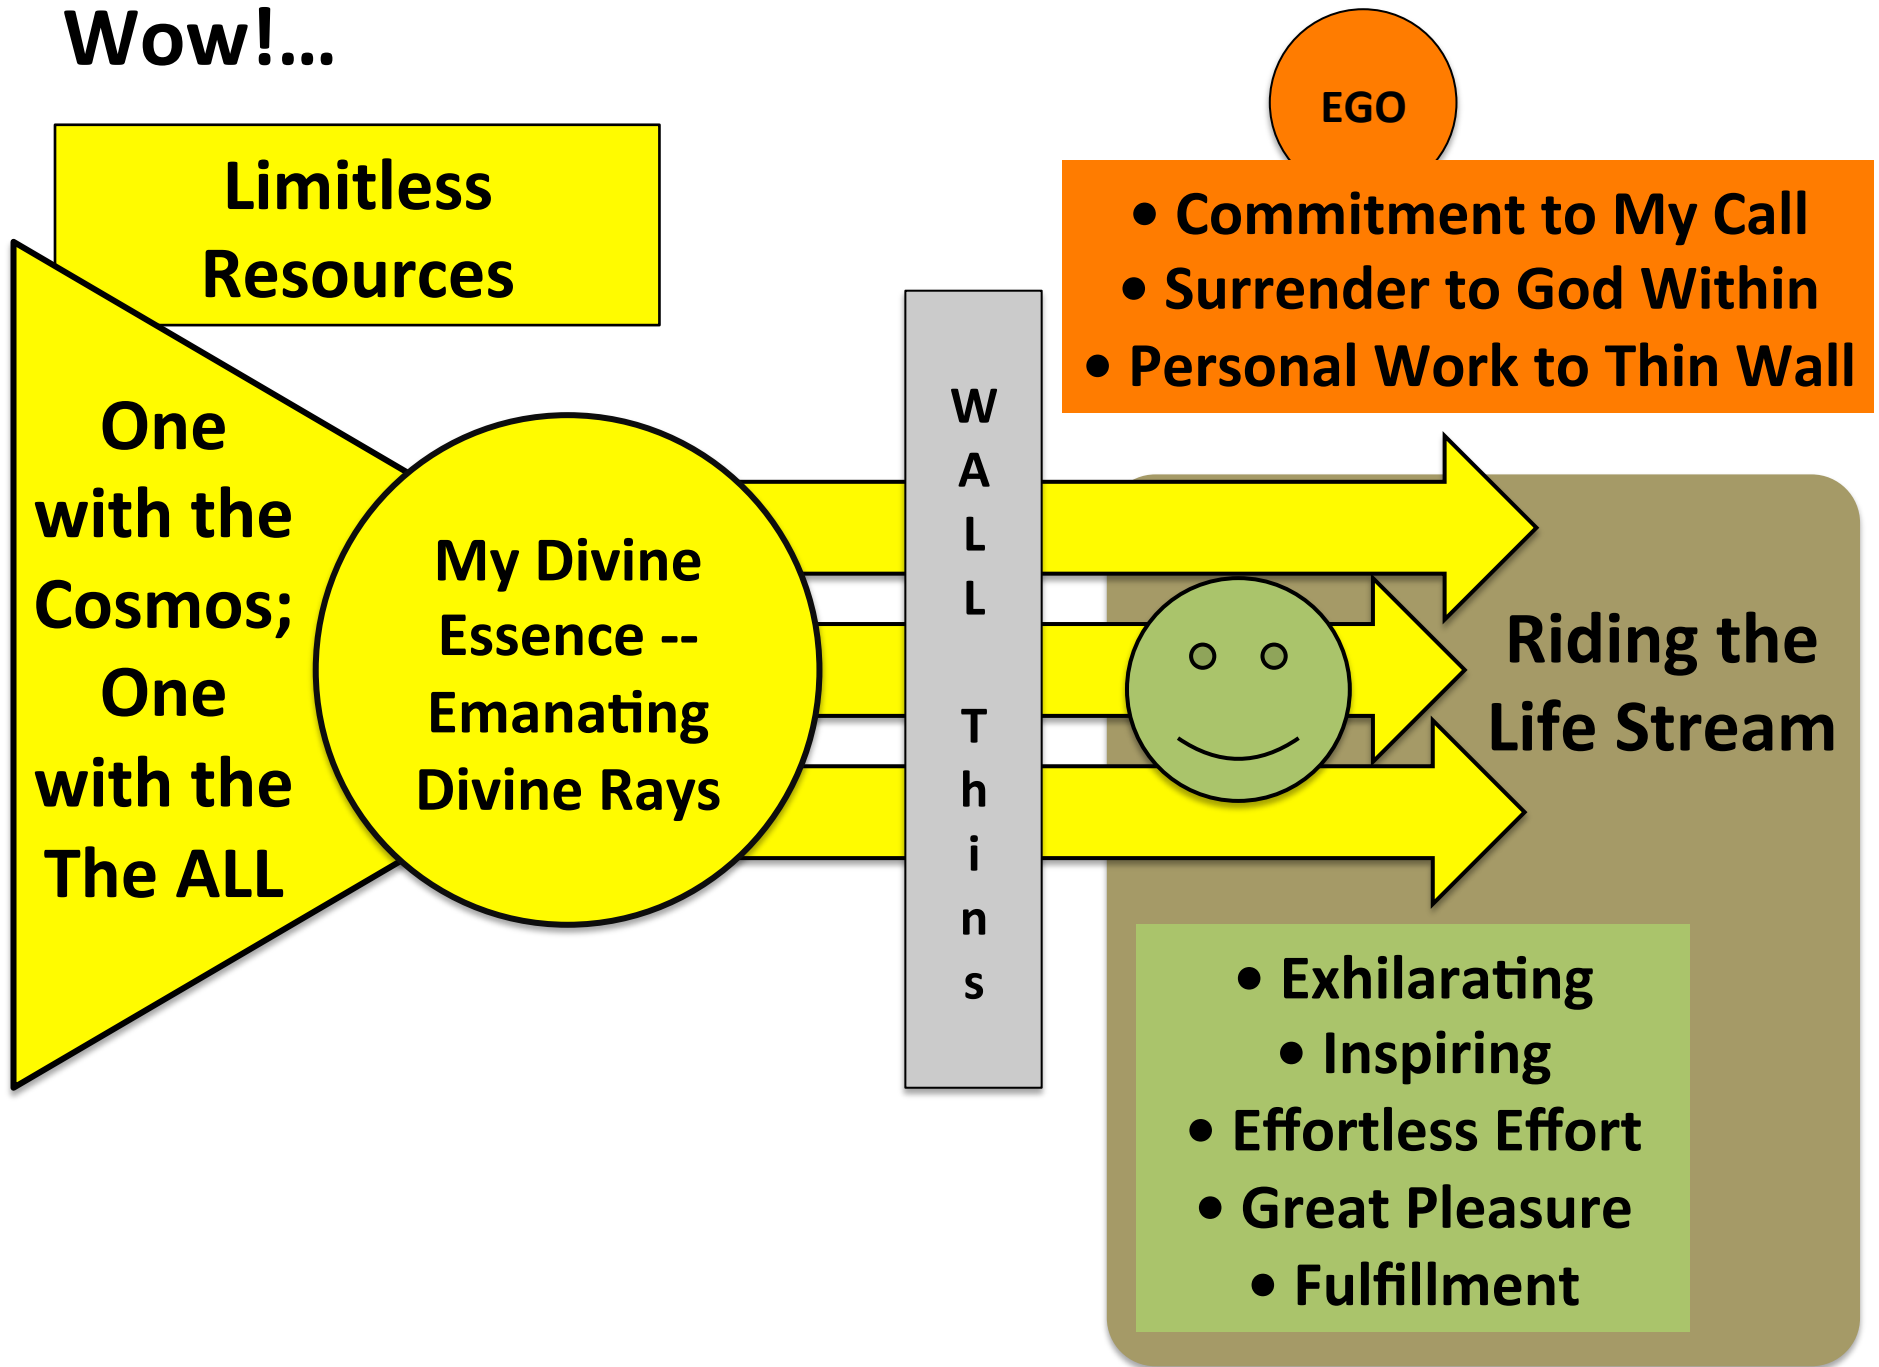 Wow!...
Limitless
Resources
One
with the
Cosmos;
One
with the
The ALL
My Divine
Essence --
Emanating
Divine Rays
W
A
L
L
T
h
i
n
s
EGO
• Commitment to My Call
• Surrender to God Within
• Personal Work to Thin Wall
Riding the
Life Stream
• Exhilarating
• Inspiring
• Effortless Effort
• Great Pleasure
• Fulfillment